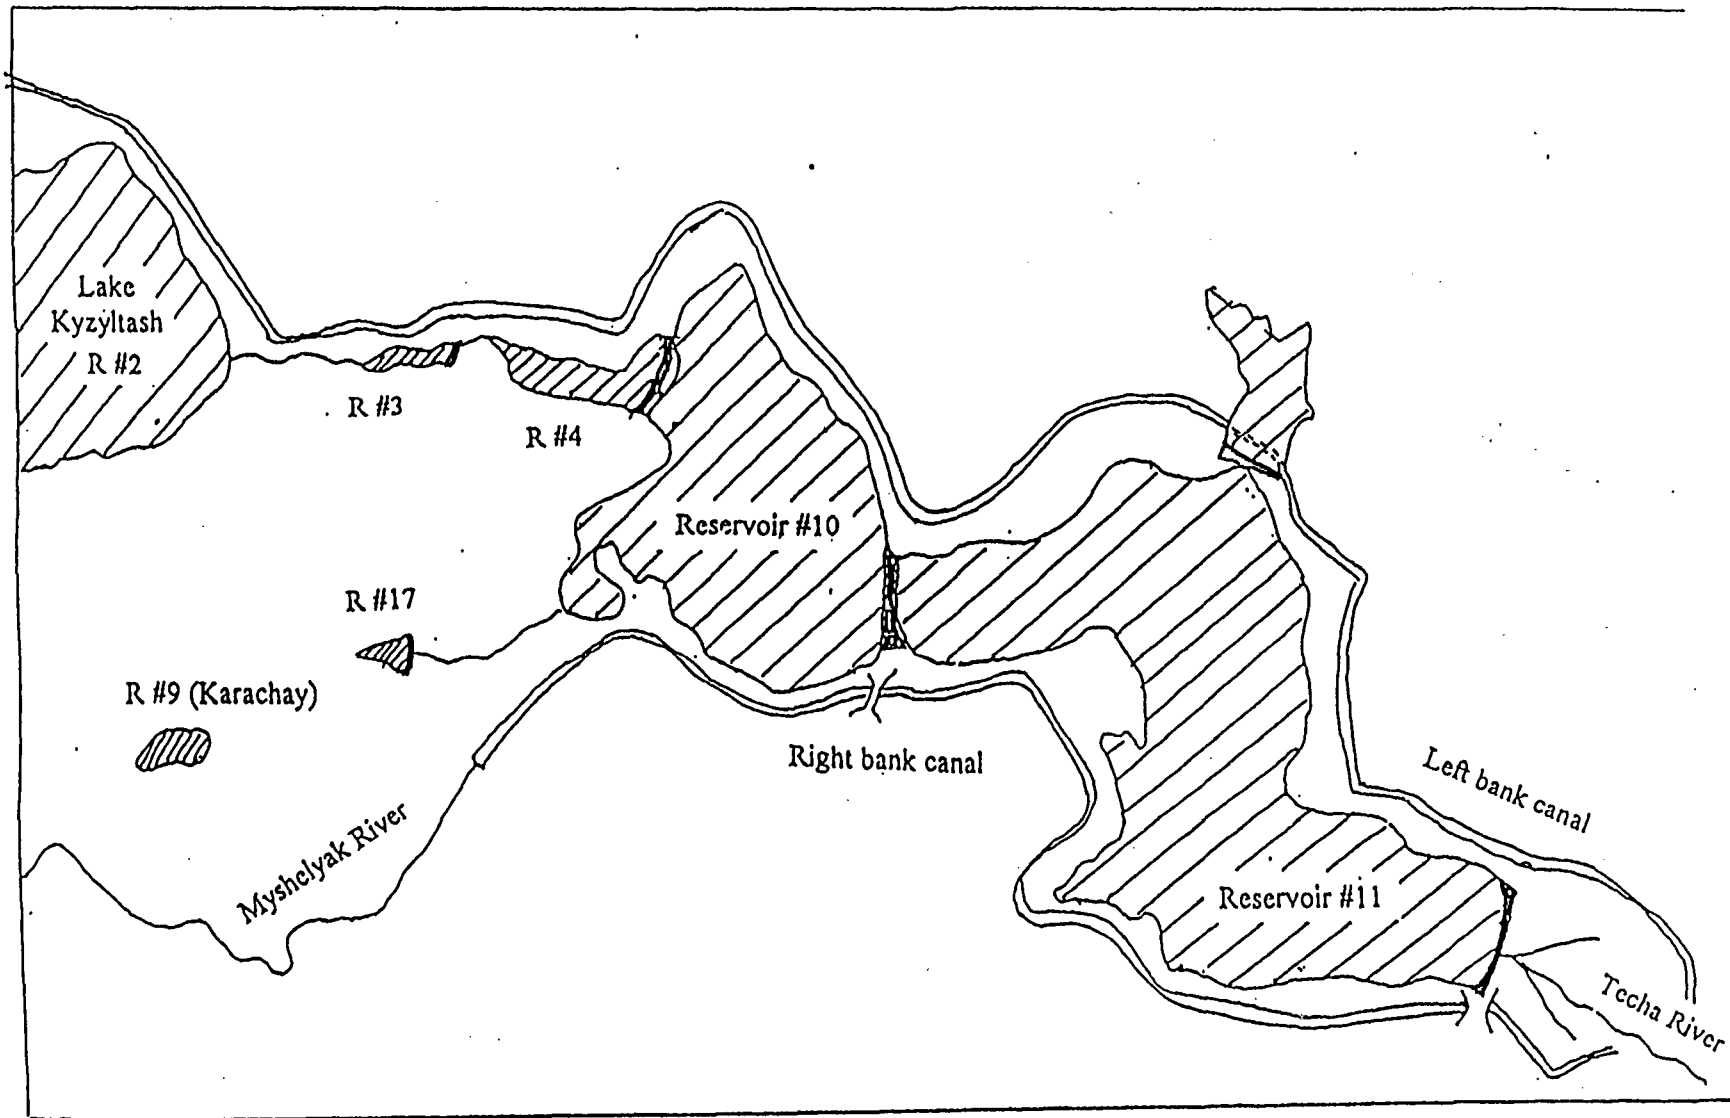 Lake
Kyzyltash
R #2
R #3
R #4
Reservoir #10
R #17
R #9 (Karachay)
Right bank canal
Left bank canal
Myshelyak River
Reservoir #11
Techa River